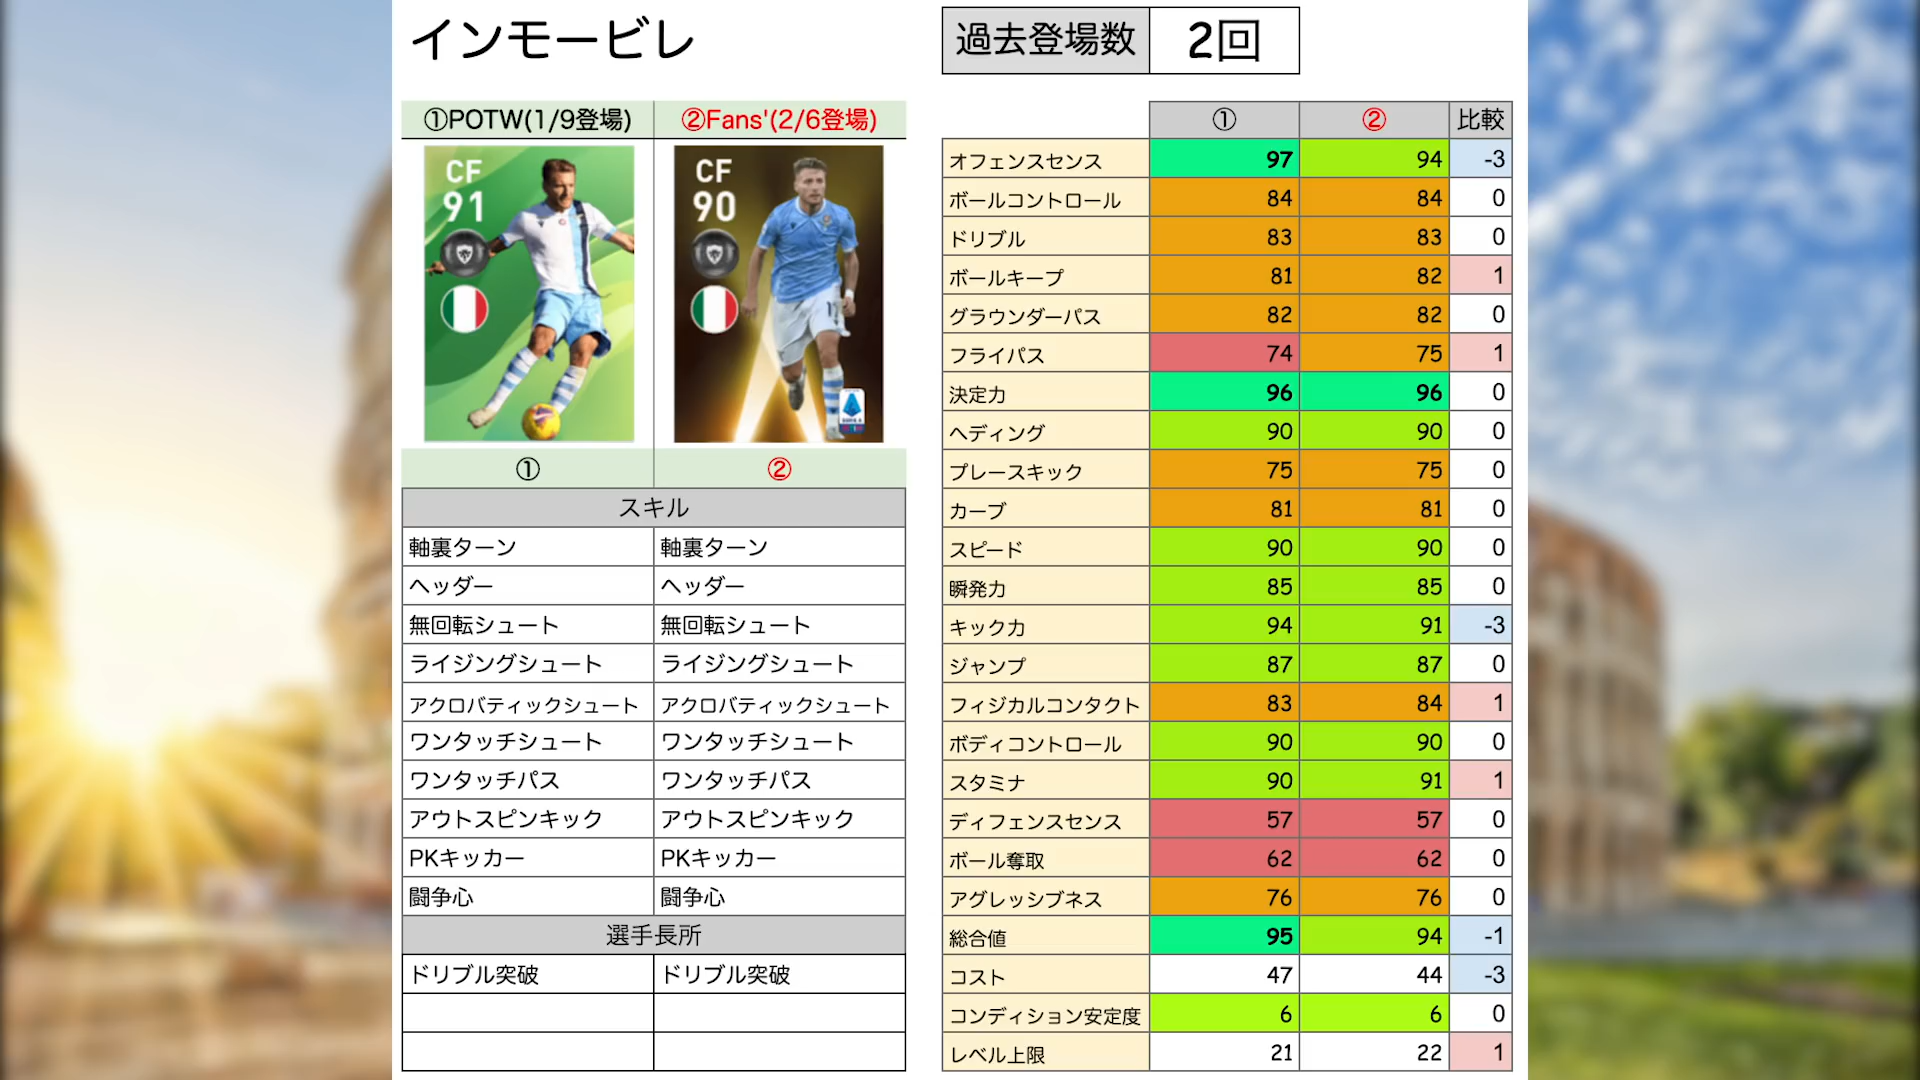 インモービレ
過去登場数 2回
①POTW(1/9登場) ②Fans'(2/6登場)
CF
91
CF
90
① ②
スキル
軸裏ターン 軸裏ターン
ヘッダー ヘッダー
無回転シュート 無回転シュート
ライジングシュート ライジングシュート
アクロバティックシュート アクロバティックシュート
ワンタッチシュート ワンタッチシュート
ワンタッチパス ワンタッチパス
アウトスピンキック アウトスピンキック
PKキッカー PKキッカー
闘争心 闘争心
選手長所
ドリブル突破 ドリブル突破
① ② 比較
オフェンスセンス 97 94 -3
ボールコントロール 84 84 0
ドリブル 83 83 0
ボールキープ 81 82 1
グラウンダーパス 82 82 0
フライパス 74 75 1
決定力 96 96 0
ヘディング 90 90 0
プレースキック 75 75 0
カーブ 81 81 0
スピード 90 90 0
瞬発力 85 85 0
キック力 94 91 -3
ジャンプ 87 87 0
フィジカルコンタクト 83 84 1
ボディコントロール 90 90 0
スタミナ 90 91 1
ディフェンスセンス 57 57 0
ボール奪取 62 62 0
アグレッシブネス 76 76 0
総合値 95 94 -1
コスト 47 44 -3
コンディション安定度 6 6 0
レベル上限 21 22 1